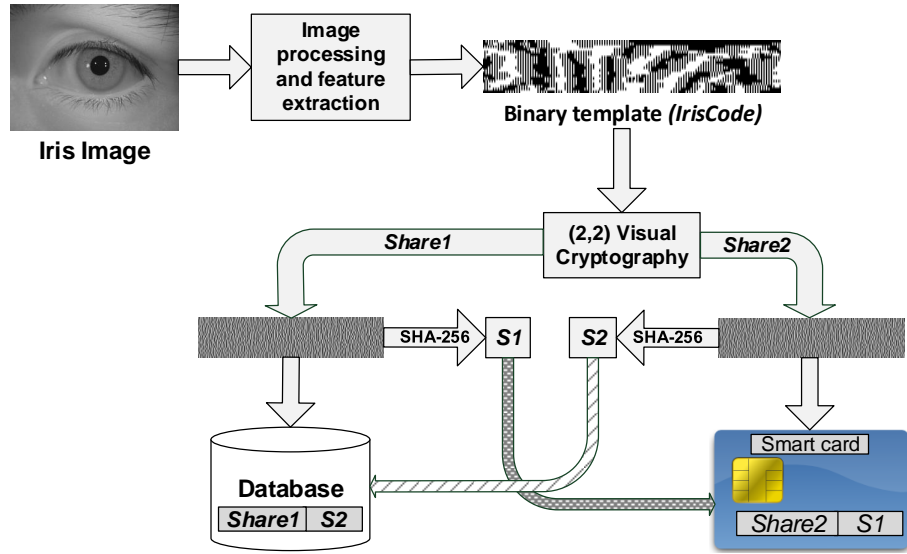 Image
processing
and feature
extraction
Iris Image
Binary template (IrisCode)
(2,2) Visual
Cryptography
Share1
Share2
SHA-256
S1
S2
SHA-256
Database
Share1 S2
Smart card
Share2 S1